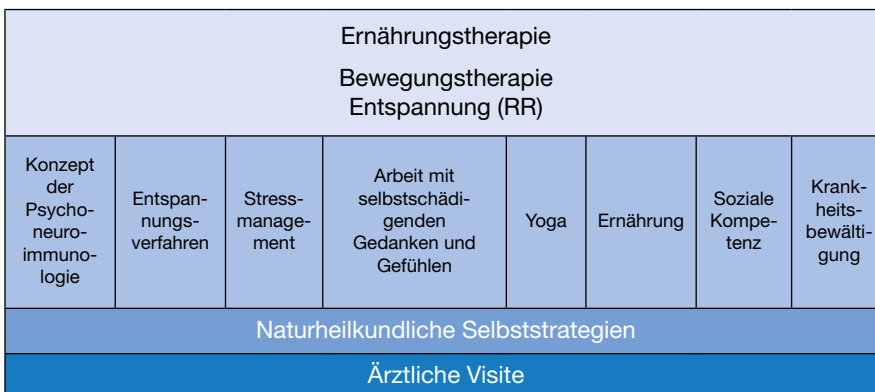 Ernährungstherapie
Bewegungstherapie
Entspannung (RR)
Konzept
der
Psycho-
neuro-
immuno-
logie
Entspan-
nungs-
verfahren
Stress-
manage-
ment
Arbeit mit
selbstschädi-
genden
Gedanken und
Gefühlen
Yoga
Ernährung
Soziale
Kompe-
tenz
Krank-
heits-
bewälti-
gung
Naturheilkundliche Selbststrategien
Ärztliche Visite